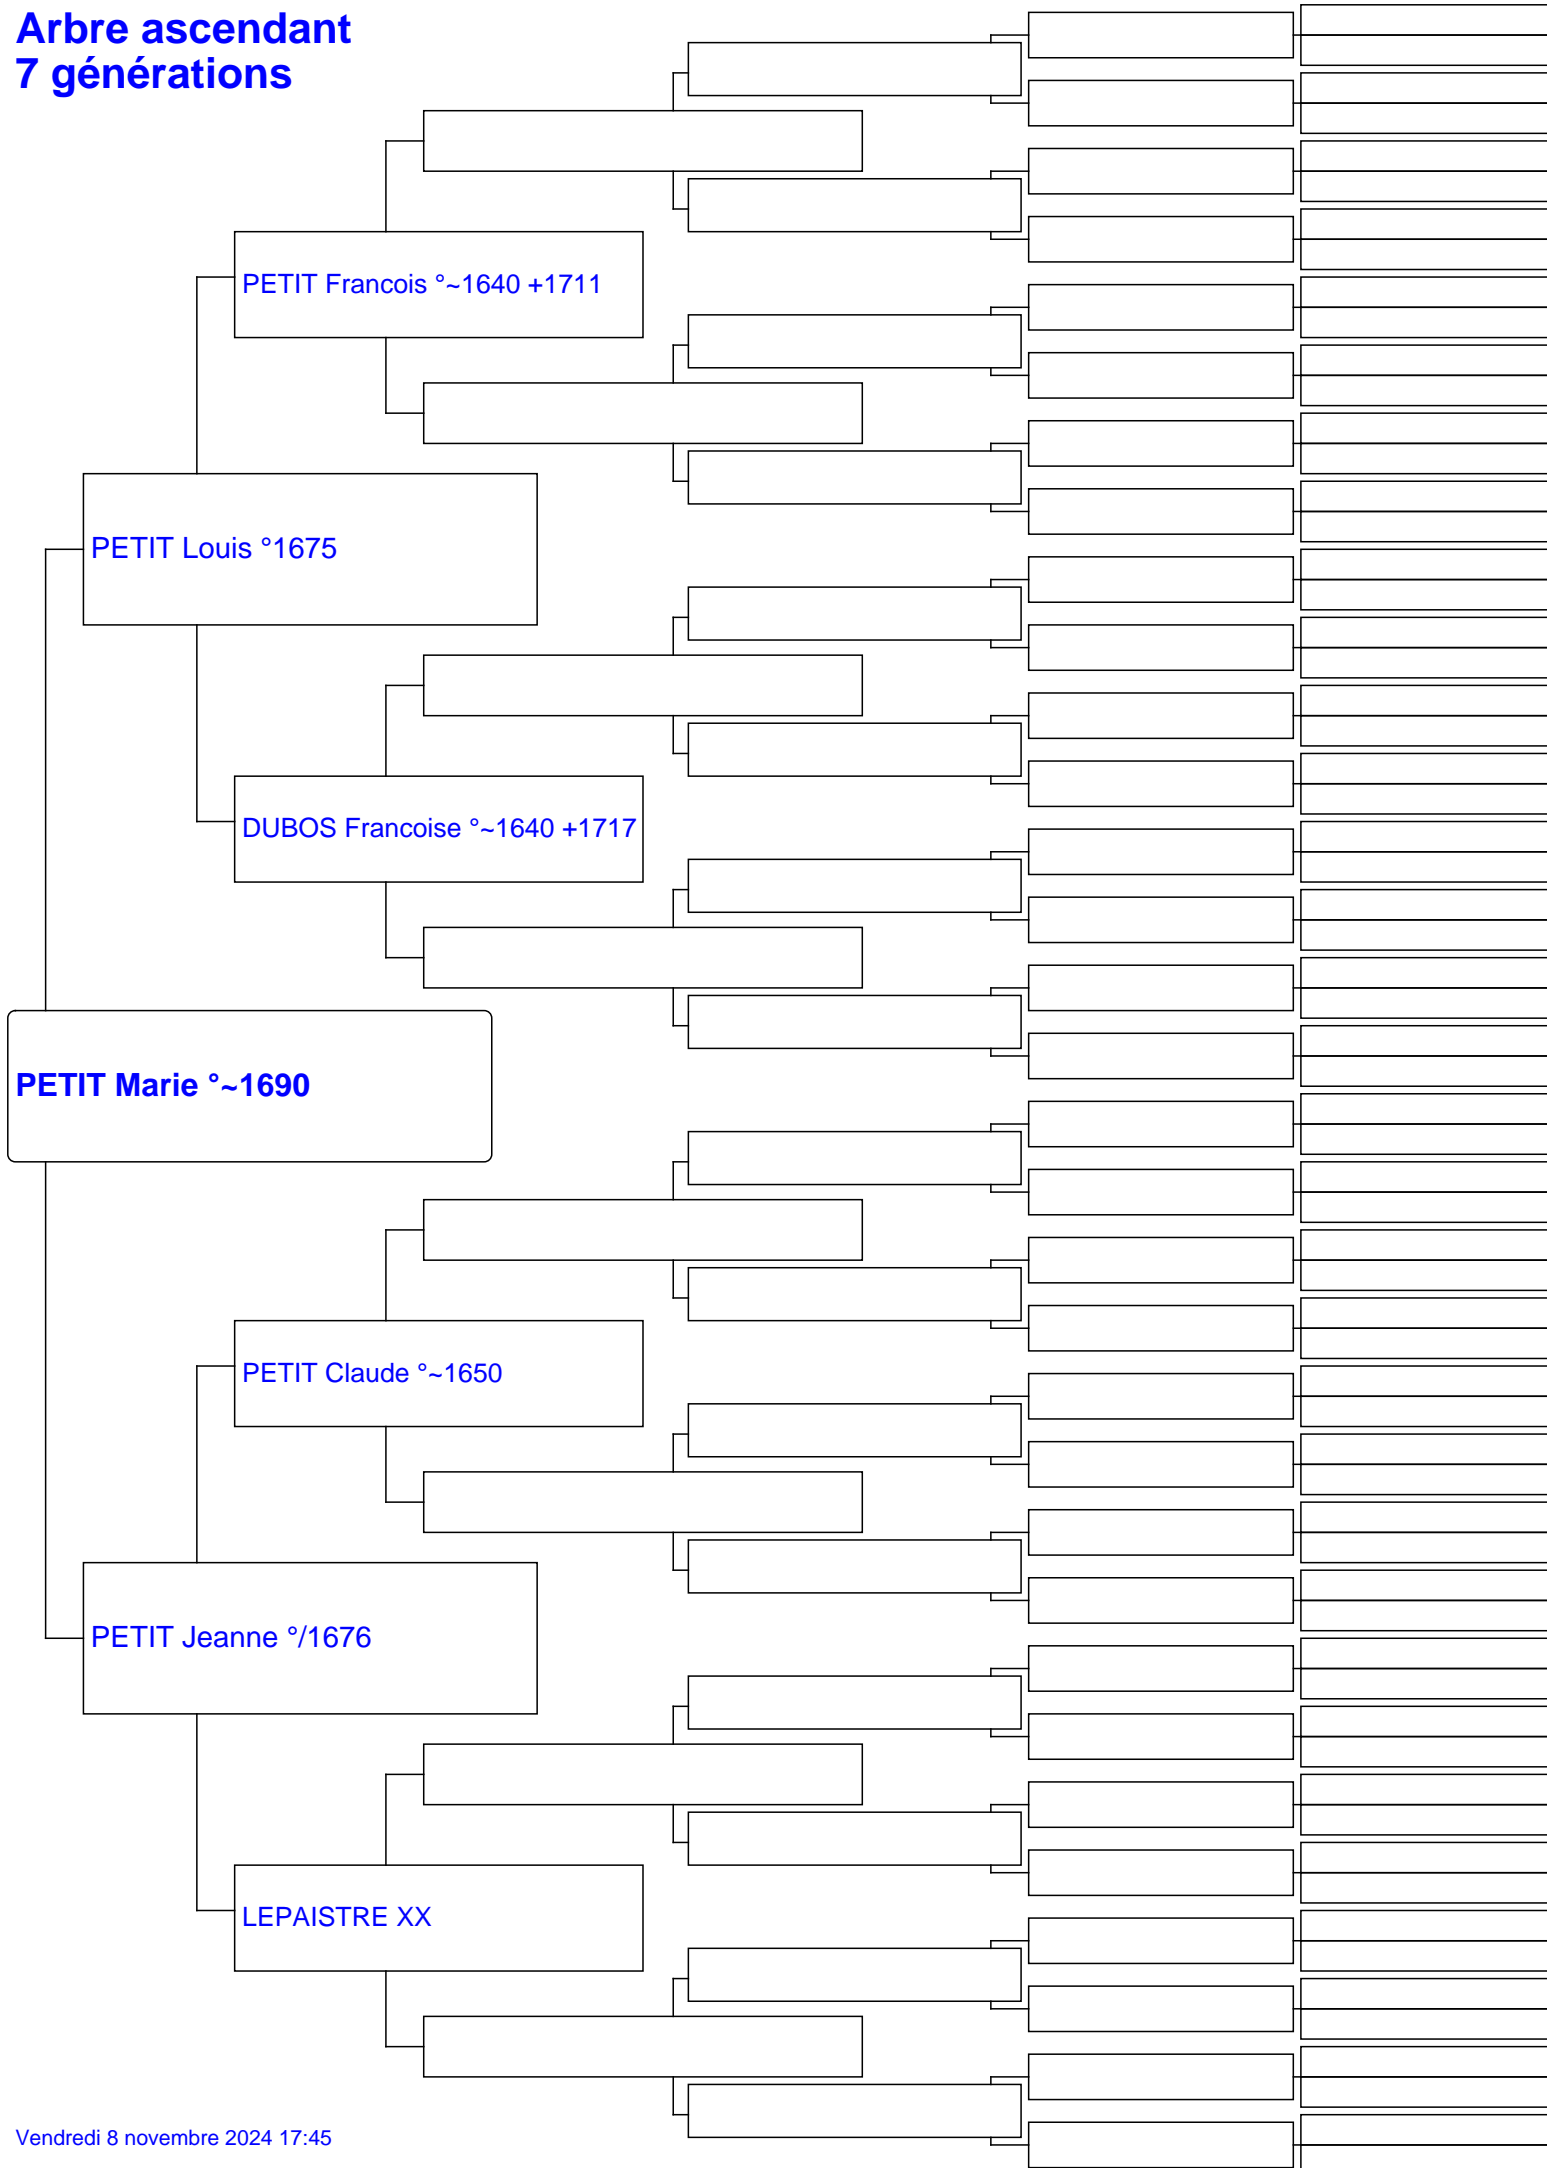 Arbre ascendant
7 générations
PETIT Francois °~1640 +1711
PETIT Louis °1675
DUBOS Francoise °~1640 +1717
PETIT Marie °~1690
PETIT Claude °~1650
PETIT Jeanne °/1676
LEPAISTRE XX
Vendredi 8 novembre 2024 17:45